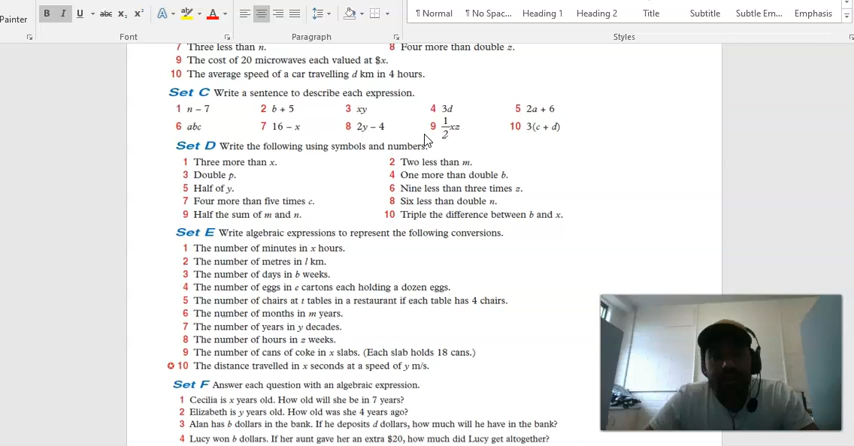 Painter
B I U abc x₂ x² A aby A
Font
Paragraph
¶ Normal ¶ No Spac... Heading 1 Heading 2 Title Subtitle Subtle Em... Emphasis
Styles
7 Three less than n. 8 Four more than double z.
9 The cost of 20 microwaves each valued at $x.
10 The average speed of a car travelling d km in 4 hours.
Set C Write a sentence to describe each expression.
1 n − 7 2 b + 5 3 xy 4 3d 5 2a + 6
6 abc 7 16 − x 8 2y − 4 9 1/2 xz 10 3(c + d)
Set D Write the following using symbols and numbers.
1 Three more than x. 2 Two less than m.
3 Double p. 4 One more than double b.
5 Half of y. 6 Nine less than three times z.
7 Four more than five times c. 8 Six less than double n.
9 Half the sum of m and n. 10 Triple the difference between b and x.
Set E Write algebraic expressions to represent the following conversions.
1 The number of minutes in x hours.
2 The number of metres in l km.
3 The number of days in b weeks.
4 The number of eggs in e cartons each holding a dozen eggs.
5 The number of chairs at t tables in a restaurant if each table has 4 chairs.
6 The number of months in m years.
7 The number of years in y decades.
8 The number of hours in z weeks.
9 The number of cans of coke in x slabs. (Each slab holds 18 cans.)
10 The distance travelled in x seconds at a speed of y m/s.
Set F Answer each question with an algebraic expression.
1 Cecilia is x years old. How old will she be in 7 years?
2 Elizabeth is y years old. How old was she 4 years ago?
3 Alan has b dollars in the bank. If he deposits d dollars, how much will he have in the bank?
4 Lucy won b dollars. If her aunt gave her an extra $20, how much did Lucy get altogether?